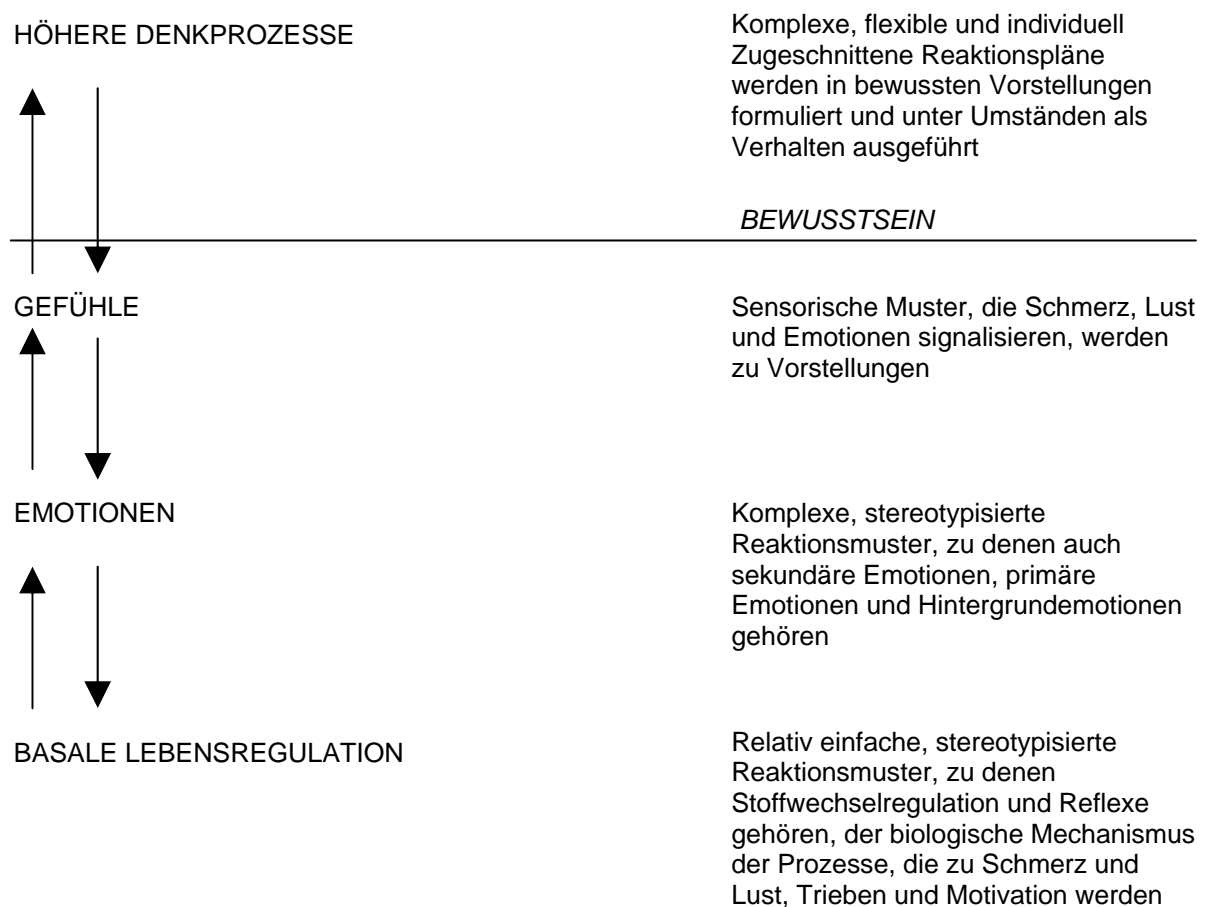 HÖHERE DENKPROZESSE
Komplexe, flexible und individuell
Zugeschnittene Reaktionspläne
werden in bewussten Vorstellungen
formuliert und unter Umständen als
Verhalten ausgeführt
BEWUSSTSEIN
GEFÜHLE
Sensorische Muster, die Schmerz, Lust
und Emotionen signalisieren, werden
zu Vorstellungen
EMOTIONEN
Komplexe, stereotypisierte
Reaktionsmuster, zu denen auch
sekundäre Emotionen, primäre
Emotionen und Hintergrundemotionen
gehören
BASALE LEBENSREGULATION
Relativ einfache, stereotypisierte
Reaktionsmuster, zu denen
Stoffwechselregulation und Reflexe
gehören, der biologische Mechanismus
der Prozesse, die zu Schmerz und
Lust, Trieben und Motivation werden